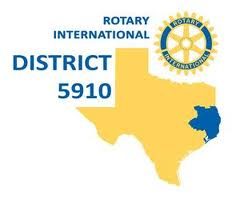 ROTARY
INTERNATIONAL
DISTRICT
5910
ROTARY
INTERNATIONAL